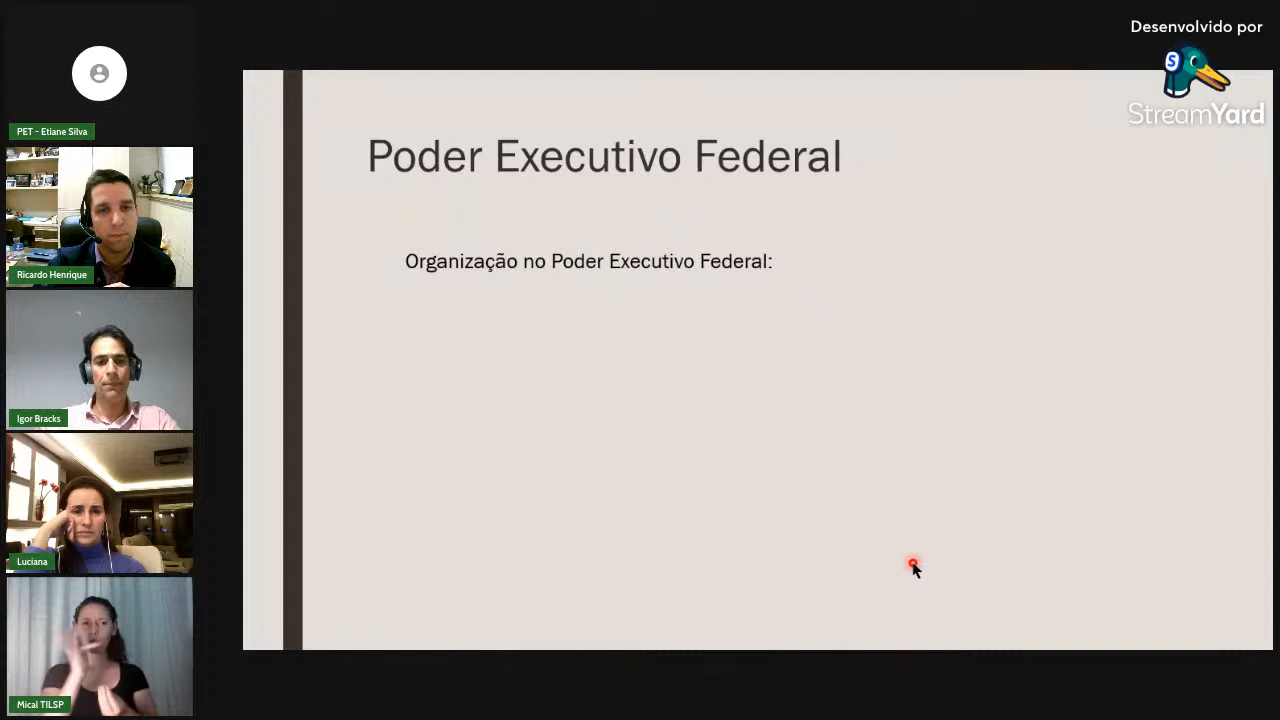 Desenvolvido por
StreamYard
PET - Etiane Silva
Ricardo Henrique
Igor Bracks
Luciana
Mical TILSP
Poder Executivo Federal
Organização no Poder Executivo Federal: